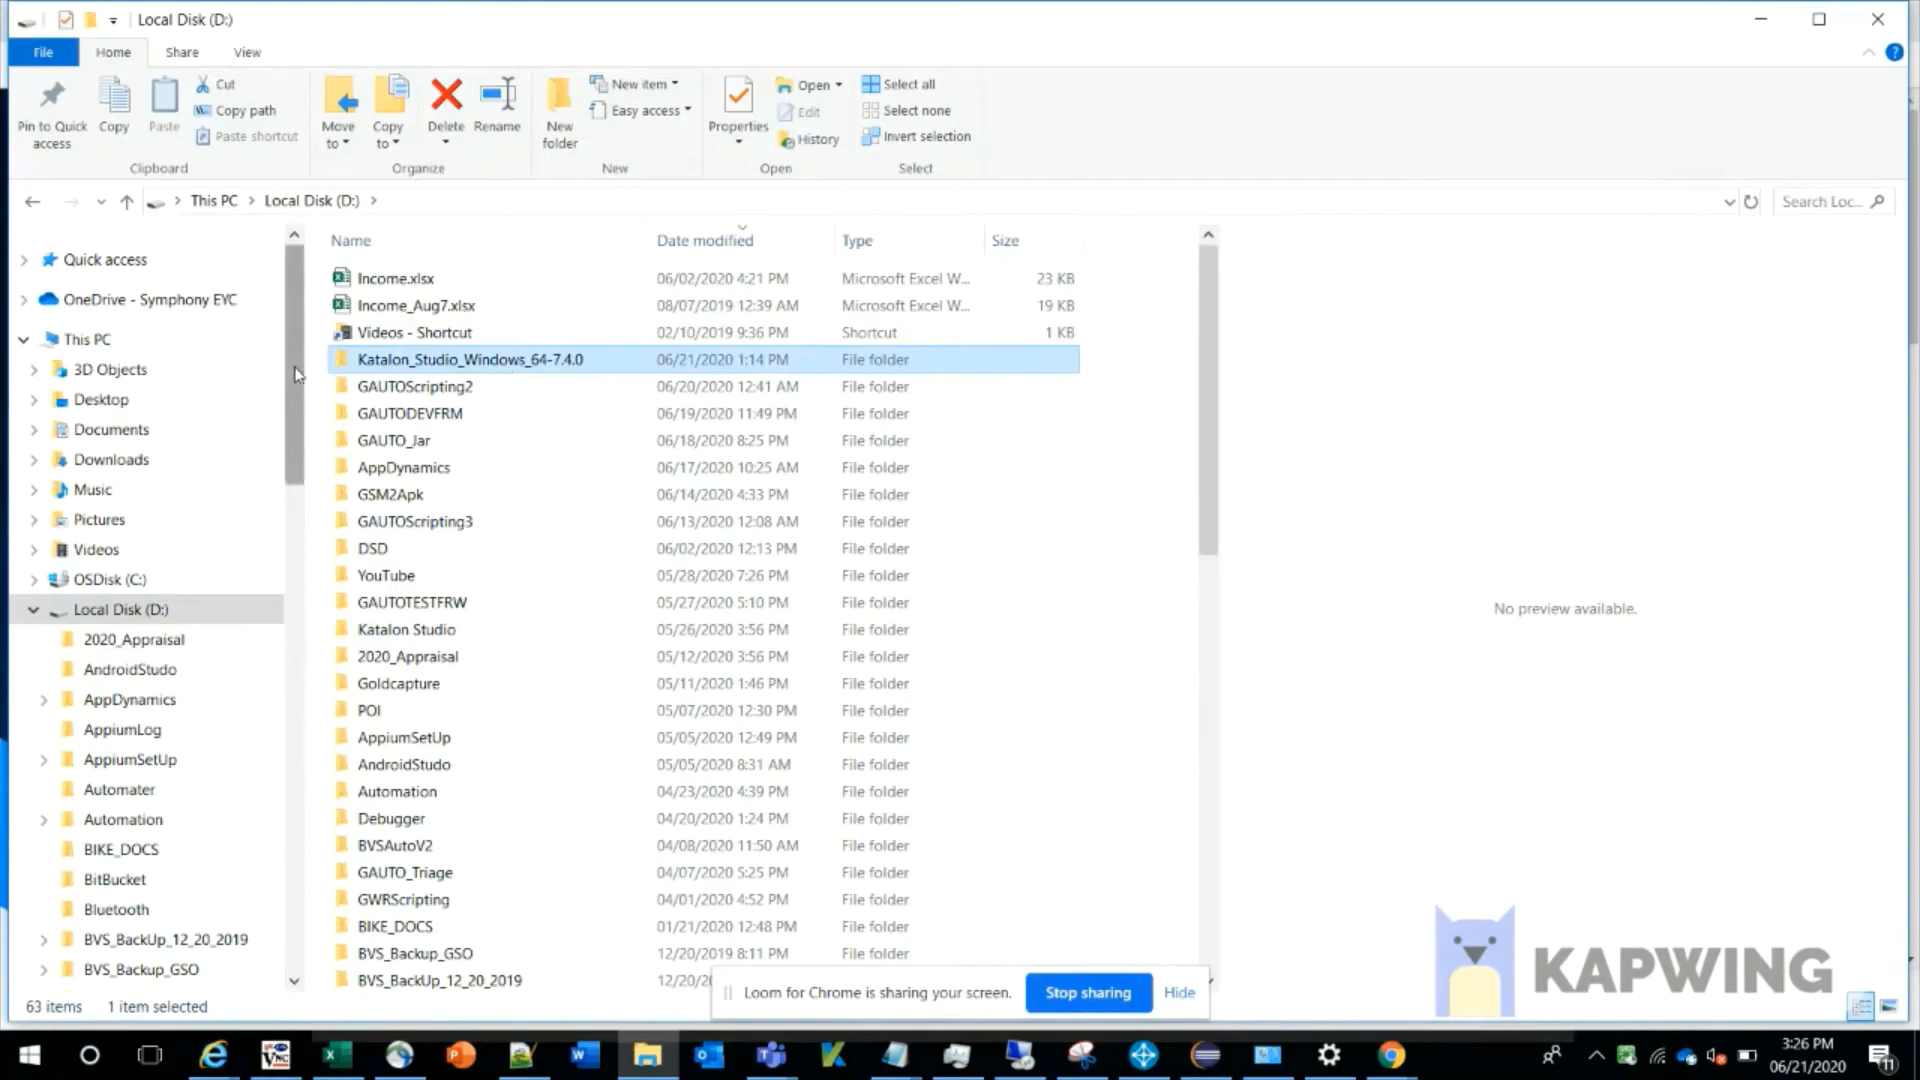 Local Disk (D:)
File Home Share View
Pin to Quick access
Copy
Paste
Cut
Copy path
Paste shortcut
Clipboard
Move to
Copy to
Delete
Rename
Organize
New folder
New item
Easy access
New
Properties
Open
Edit
History
Open
Select all
Select none
Invert selection
Select
This PC > Local Disk (D:) >
Search Loc...
Quick access
OneDrive - Symphony EYC
This PC
3D Objects
Desktop
Documents
Downloads
Music
Pictures
Videos
OSDisk (C:)
Local Disk (D:)
2020_Appraisal
AndroidStudo
AppDynamics
AppiumLog
AppiumSetUp
Automater
Automation
BIKE_DOCS
BitBucket
Bluetooth
BVS_BackUp_12_20_2019
BVS_Backup_GSO
Name Date modified Type Size
Income.xlsx 06/02/2020 4:21 PM Microsoft Excel W... 23 KB
Income_Aug7.xlsx 08/07/2019 12:39 AM Microsoft Excel W... 19 KB
Videos - Shortcut 02/10/2019 9:36 PM Shortcut 1 KB
Katalon_Studio_Windows_64-7.4.0 06/21/2020 1:14 PM File folder
GAUTOScripting2 06/20/2020 12:41 AM File folder
GAUTODEVFRM 06/19/2020 11:49 PM File folder
GAUTO_Jar 06/18/2020 8:25 PM File folder
AppDynamics 06/17/2020 10:25 AM File folder
GSM2Apk 06/14/2020 4:33 PM File folder
GAUTOScripting3 06/13/2020 12:08 AM File folder
DSD 06/02/2020 12:13 PM File folder
YouTube 05/28/2020 7:26 PM File folder
GAUTOTESTFRW 05/27/2020 5:10 PM File folder
Katalon Studio 05/26/2020 3:56 PM File folder
2020_Appraisal 05/12/2020 3:56 PM File folder
Goldcapture 05/11/2020 1:46 PM File folder
POI 05/07/2020 12:30 PM File folder
AppiumSetUp 05/05/2020 12:49 PM File folder
AndroidStudo 05/05/2020 8:31 AM File folder
Automation 04/23/2020 4:39 PM File folder
Debugger 04/20/2020 1:24 PM File folder
BVSAutoV2 04/08/2020 11:50 AM File folder
GAUTO_Triage 04/07/2020 5:25 PM File folder
GWRScripting 04/01/2020 4:52 PM File folder
BIKE_DOCS 01/21/2020 12:48 PM File folder
BVS_Backup_GSO 12/20/2019 8:11 PM File folder
BVS_BackUp_12_20_2019 12/20/20
No preview available.
KAPWING
Loom for Chrome is sharing your screen. Stop sharing Hide
63 items 1 item selected
3:26 PM
06/21/2020
11